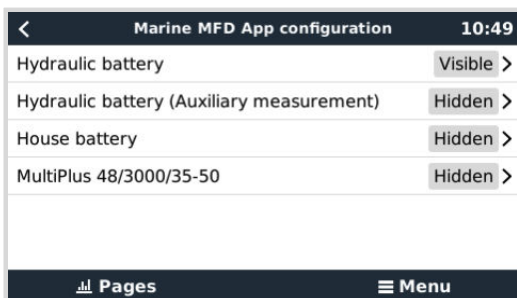 Marine MFD App configuration 10:49
Hydraulic battery Visible
Hydraulic battery (Auxiliary measurement) Hidden
House battery Hidden
MultiPlus 48/3000/35-50 Hidden
Pages Menu